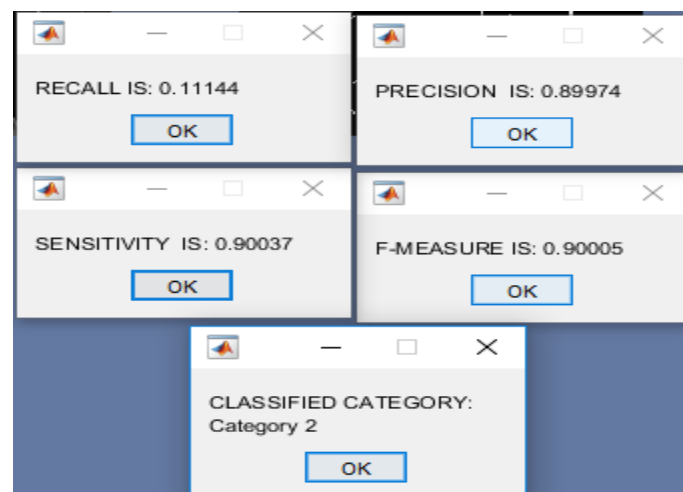 RECALL IS: 0.11144
OK
PRECISION IS: 0.89974
OK
SENSITIVITY IS: 0.90037
OK
F-MEASURE IS: 0.90005
OK
CLASSIFIED CATEGORY:
Category 2
OK